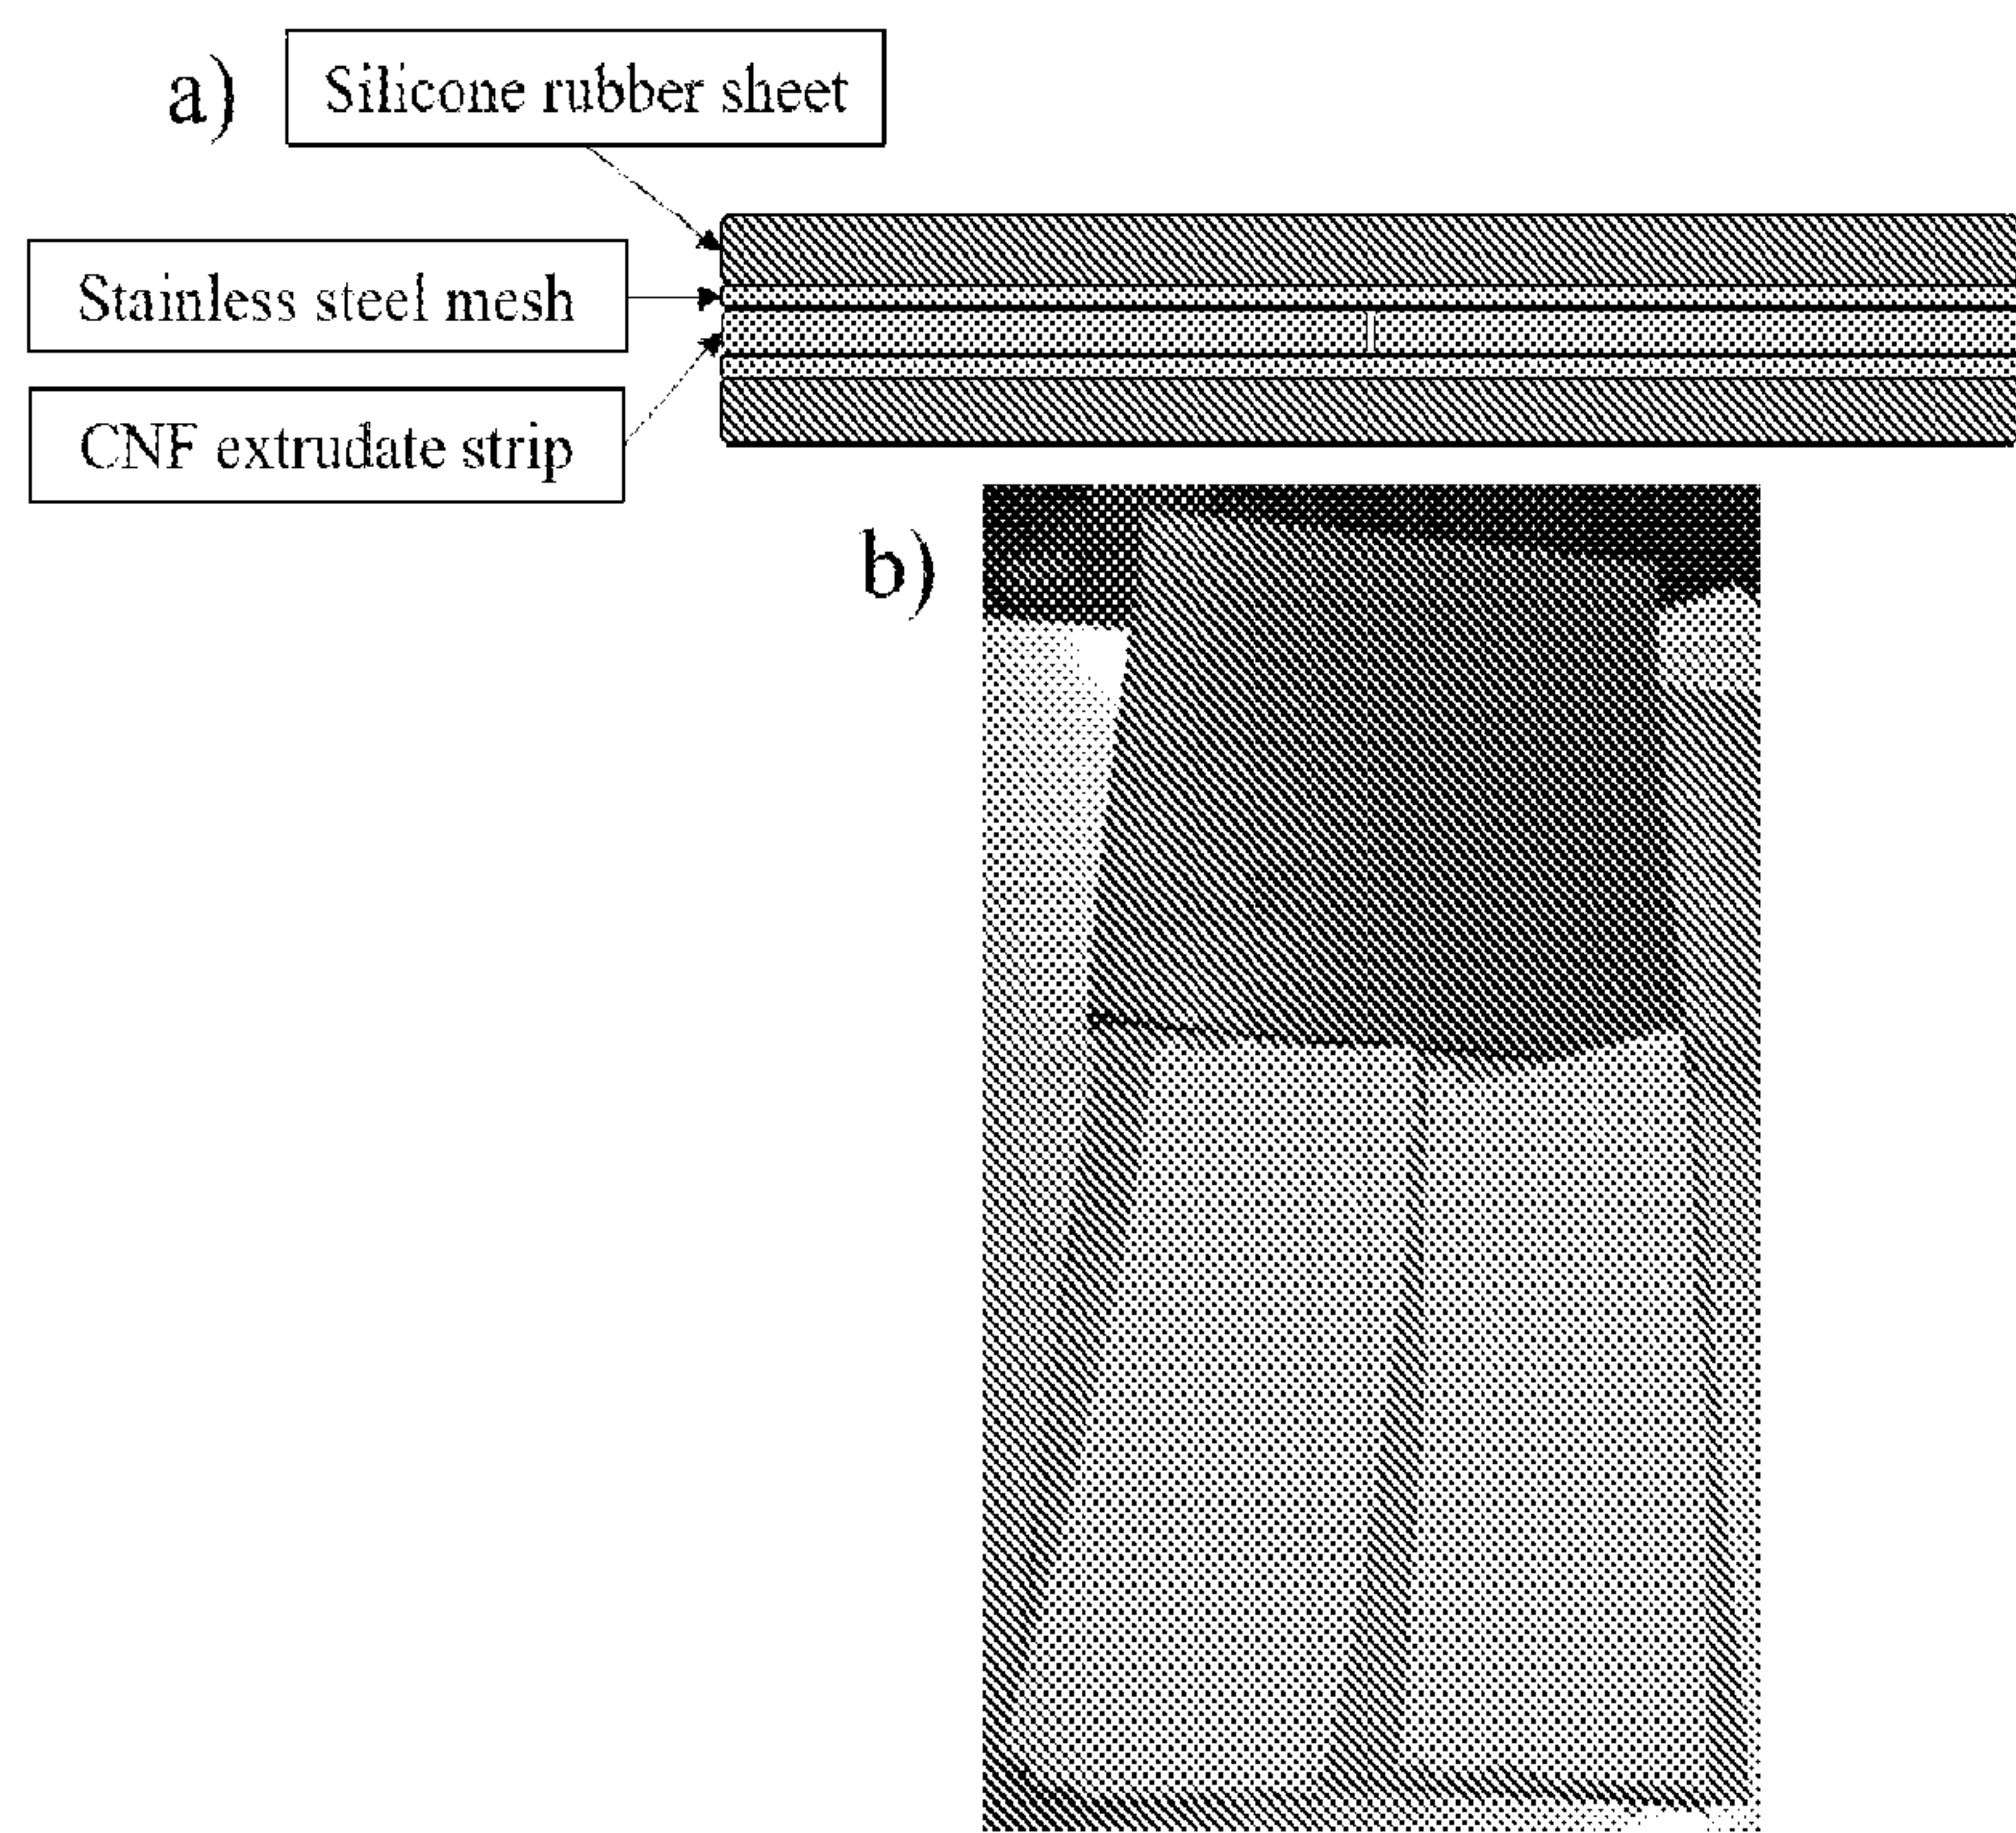 a)
Silicone rubber sheet
Stainless steel mesh
CNF extrudate strip
b)